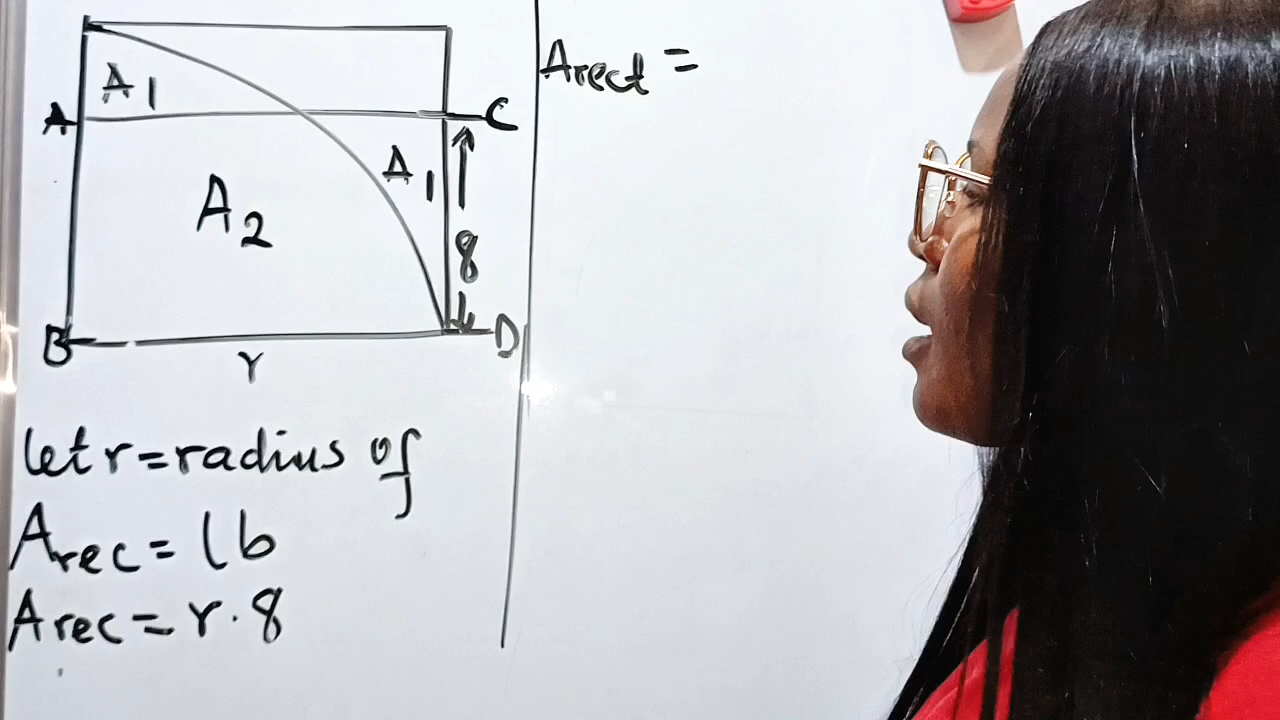 A1
A
C
A1
A2
8
B
D
r
let r = radius of
Arec = lb
Arec = r . 8
Arect =